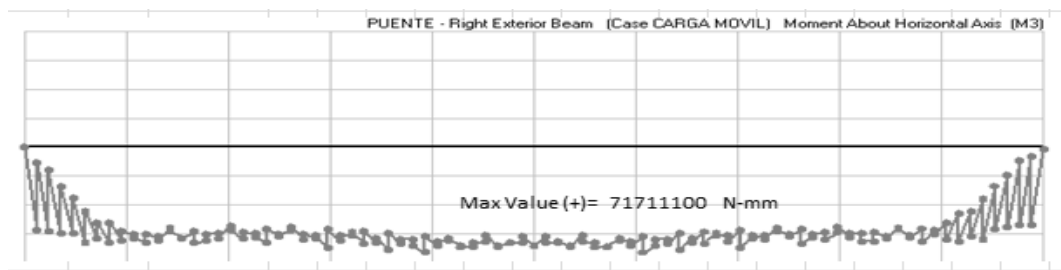 PUENTE - Right Exterior Beam (Case CARGA MOVIL) Moment About Horizontal Axis (M3)
Max Value (+)= 71711100 N-mm